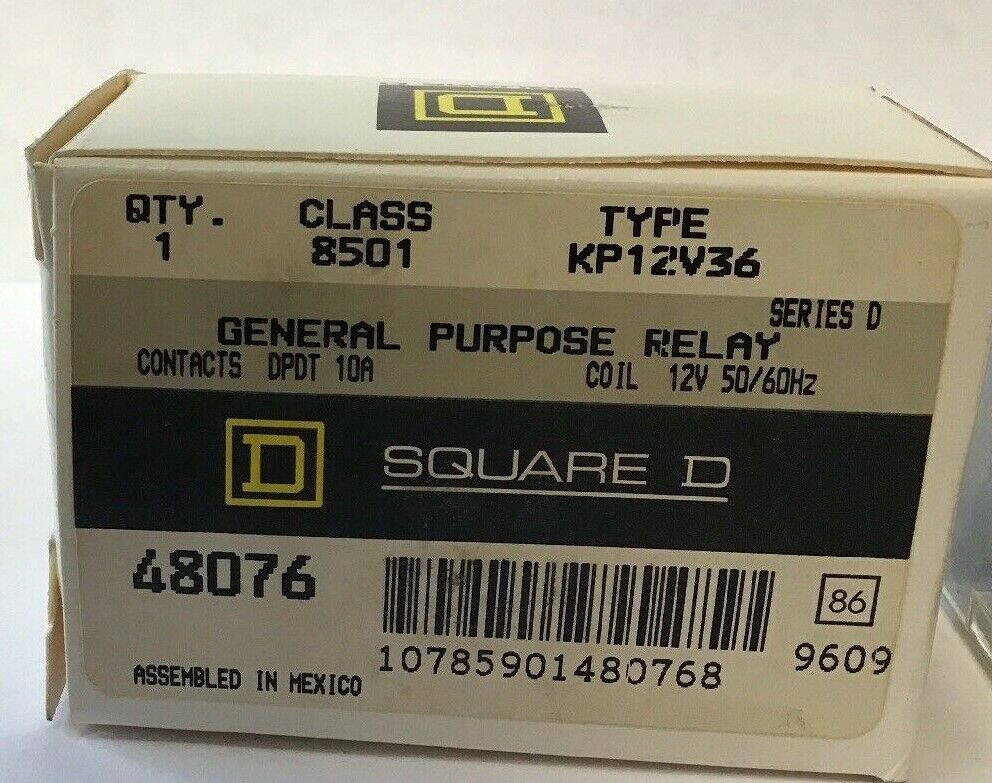 D
QTY. CLASS TYPE
1 8501 KP12V36
SERIES D
GENERAL PURPOSE RELAY
CONTACTS DPDT 10A COIL 12V 50/60Hz
D SQUARE D
48076
86
10785901480768 9609
ASSEMBLED IN MEXICO